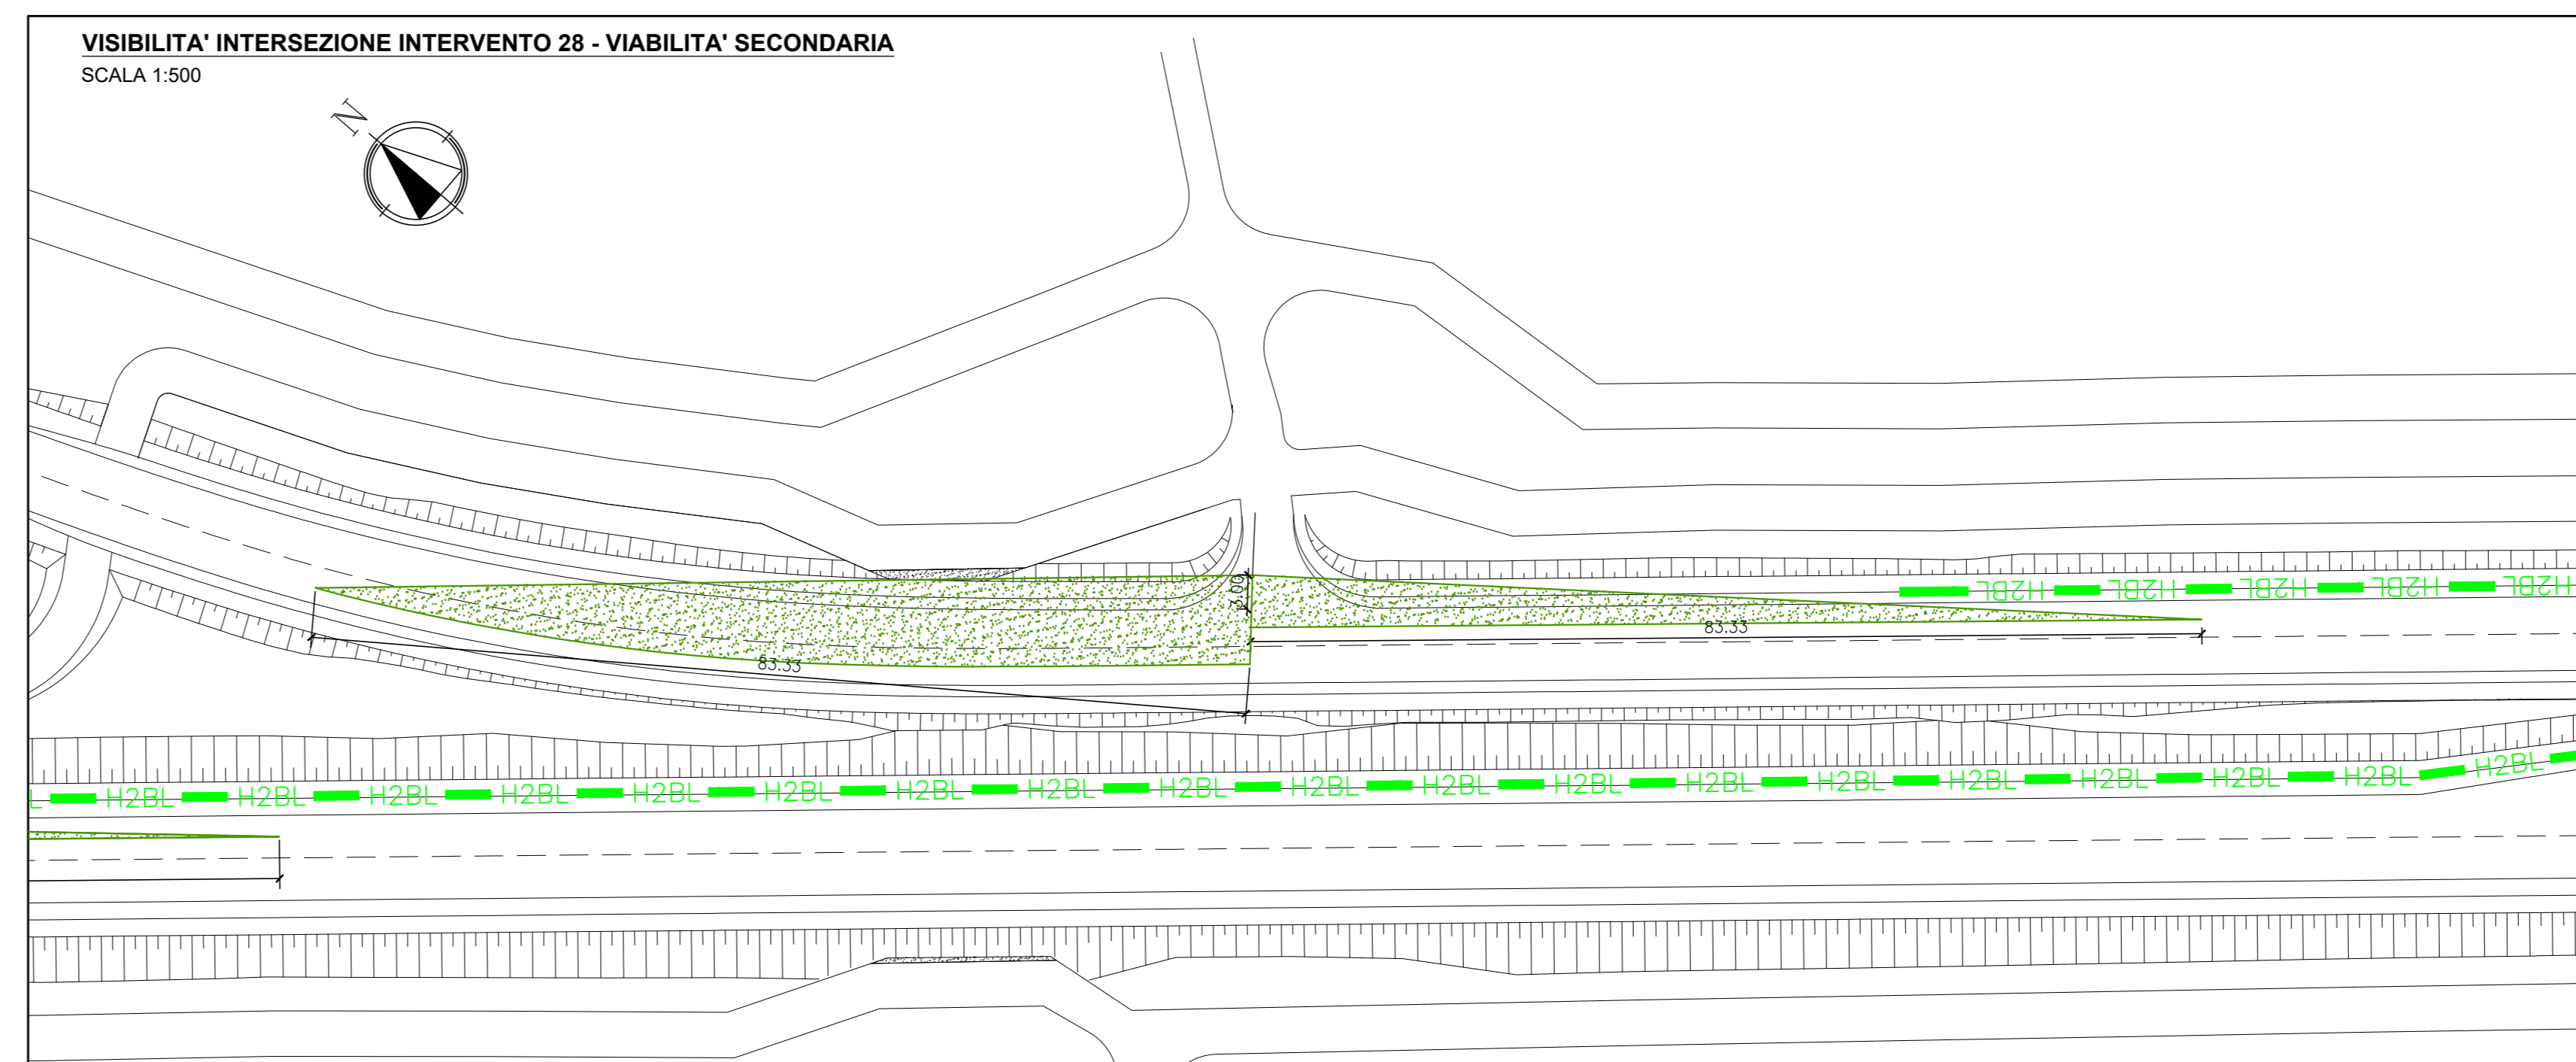 VISIBILITA' INTERSEZIONE INTERVENTO 28 - VIABILITA' SECONDARIA
SCALA 1:500
N
3.00
H2BL H2BL H2BL H2BL H2BL
83.33
83.33
L H2BL H2BL H2BL H2BL H2BL H2BL H2BL H2BL H2BL H2BL H2BL H2BL H2BL H2BL H2BL H2BL H2BL H2BL H2BL